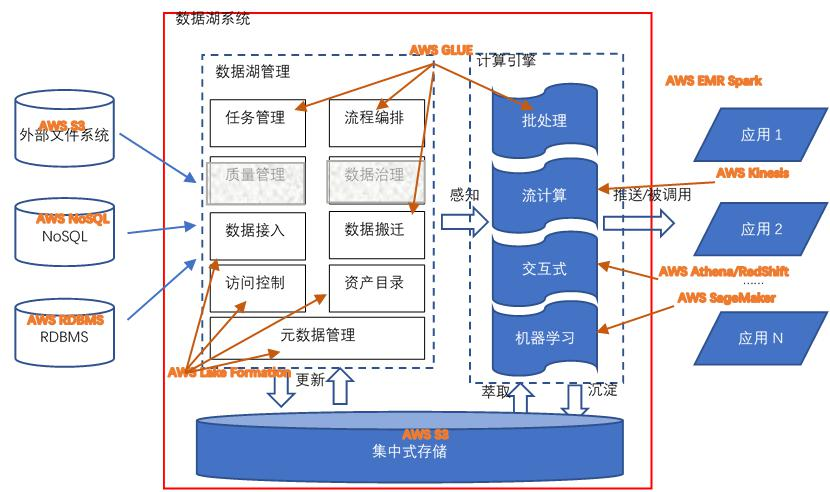 数据湖系统
AWS GLUE
计算引擎
数据湖管理
AWS EMR Spark
任务管理
流程编排
批处理
应用 1
AWS S3
外部文件系统
质量管理
数据治理
AWS Kinesis
感知
流计算
推送/被调用
AWS NoSQL
NoSQL
数据接入
数据搬迁
应用 2
交互式
AWS Athena/RedShift
......
访问控制
资产目录
AWS SageMaker
AWS RDBMS
RDBMS
元数据管理
机器学习
应用 N
AWS Lake Formation
更新
萃取
沉淀
AWS S3
集中式存储